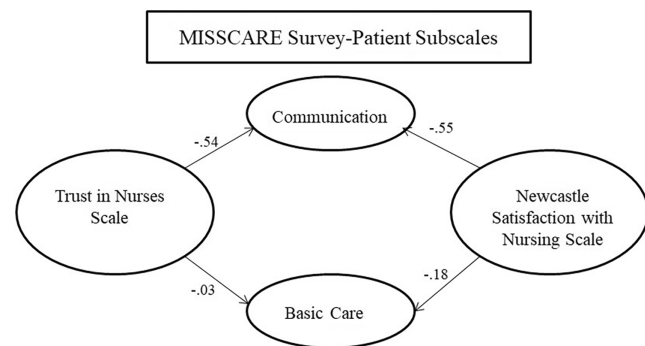 MISSCARE Survey-Patient Subscales
Communication
-.54
-.55
Trust in Nurses
Scale
Newcastle
Satisfaction with
Nursing Scale
-.03
-.18
Basic Care